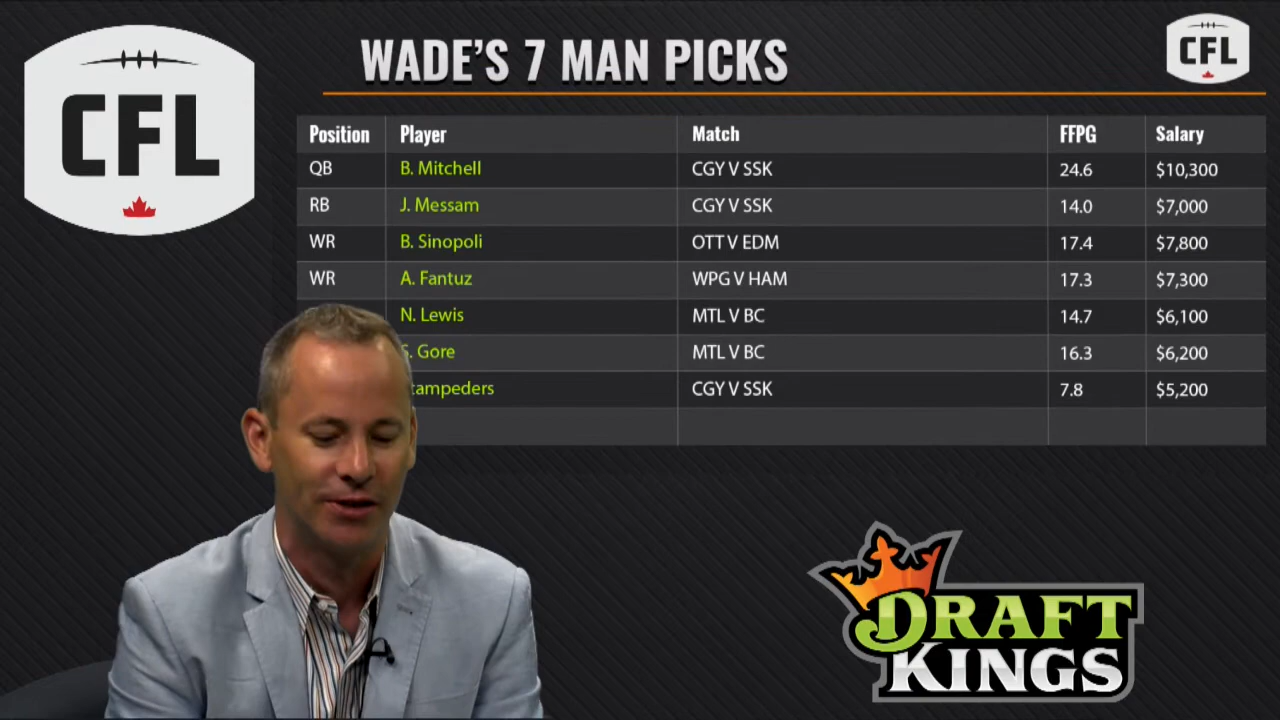 CFL
WADE'S 7 MAN PICKS
CFL
Position Player Match FFPG Salary
QB B. Mitchell CGY V SSK 24.6 $10,300
RB J. Messam CGY V SSK 14.0 $7,000
WR B. Sinopoli OTT V EDM 17.4 $7,800
WR A. Fantuz WPG V HAM 17.3 $7,300
N. Lewis MTL V BC 14.7 $6,100
Gore MTL V BC 16.3 $6,200
tampeders CGY V SSK 7.8 $5,200
DRAFT
KINGS